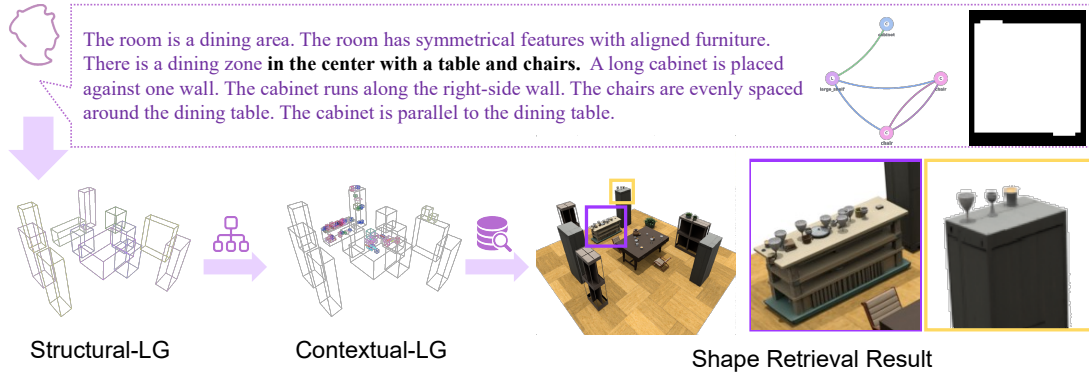 The room is a dining area. The room has symmetrical features with aligned furniture.
There is a dining zone in the center with a table and chairs. A long cabinet is placed
against one wall. The cabinet runs along the right-side wall. The chairs are evenly spaced
around the dining table. The cabinet is parallel to the dining table.
cabinet
large_shelf
chair
chair
Structural-LG
Contextual-LG
Shape Retrieval Result